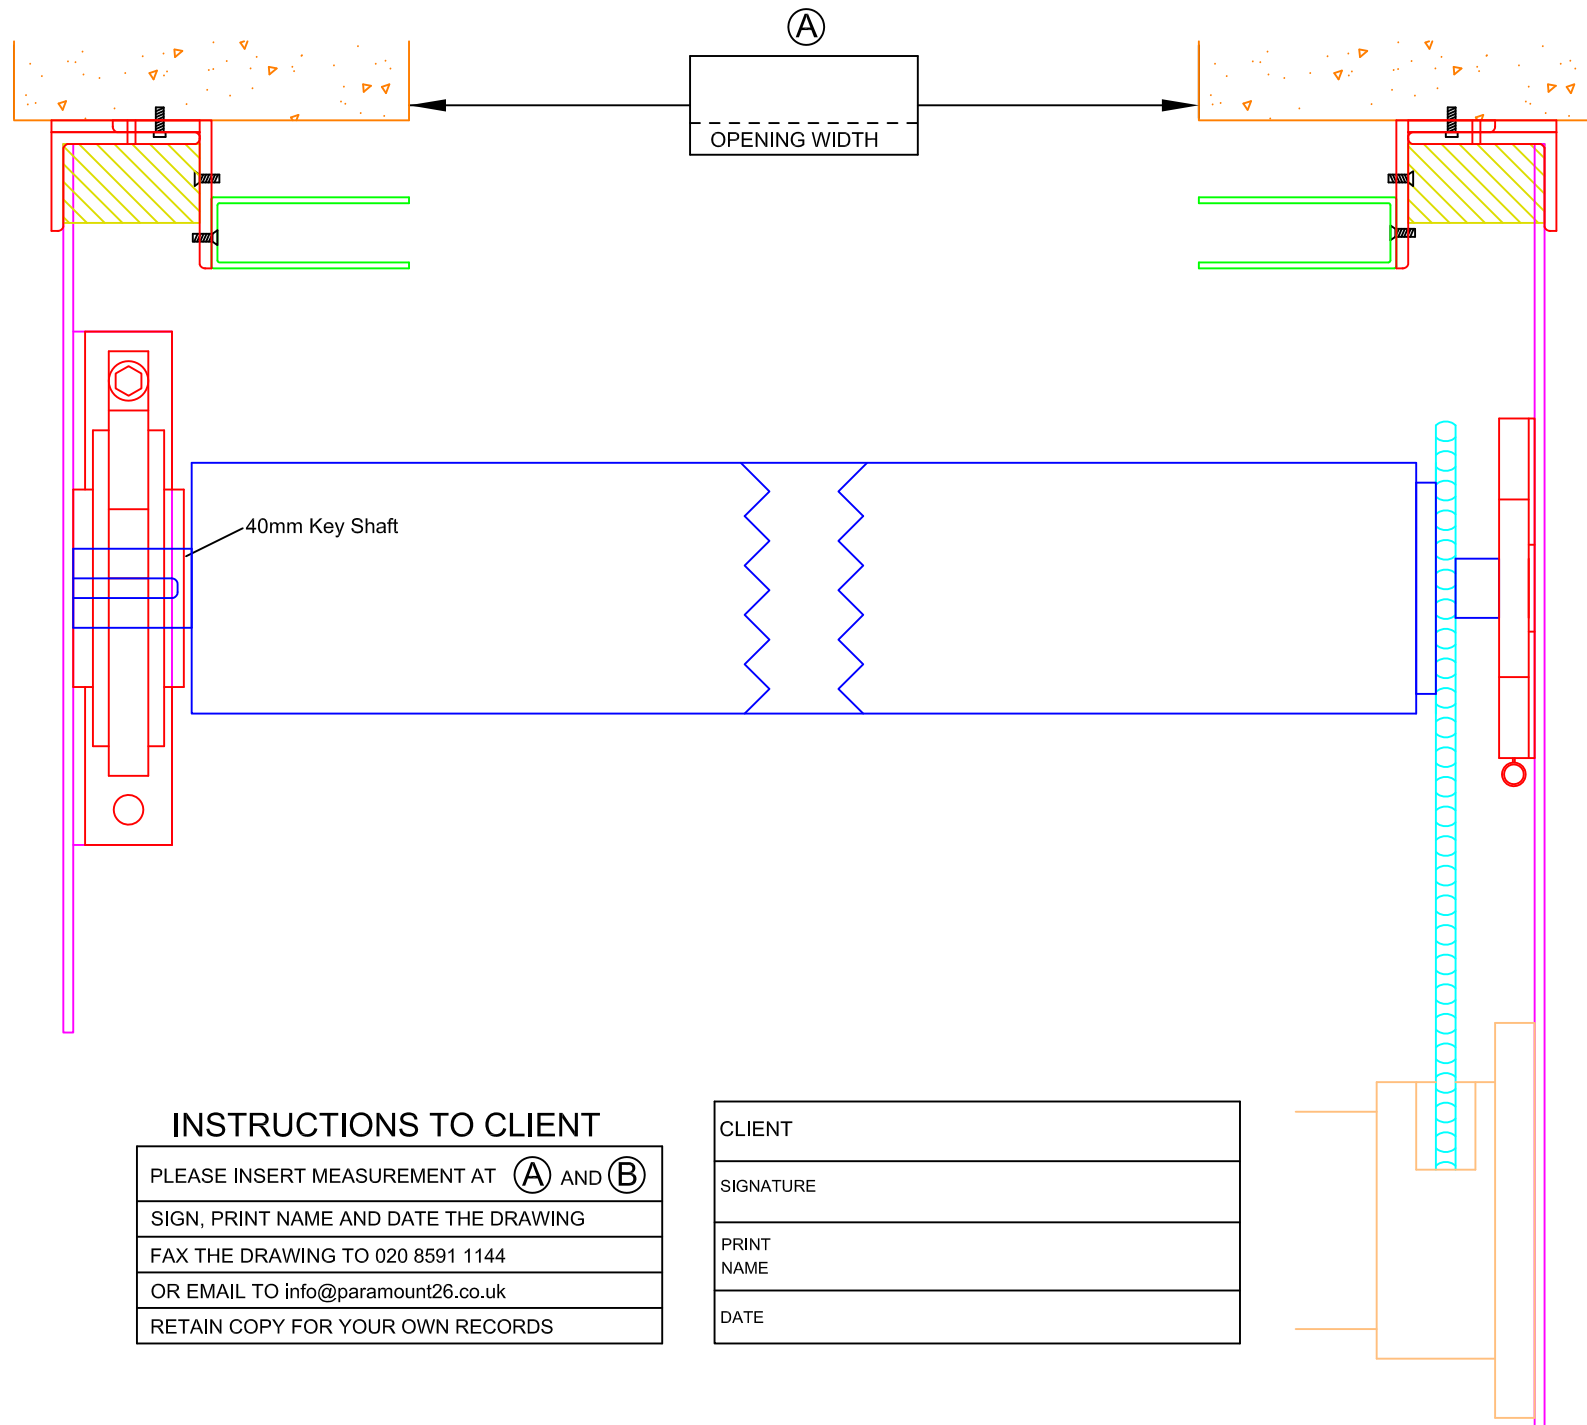 A
OPENING WIDTH
40mm Key Shaft
INSTRUCTIONS TO CLIENT
PLEASE INSERT MEASUREMENT AT A AND B
SIGN, PRINT NAME AND DATE THE DRAWING
FAX THE DRAWING TO 020 8591 1144
OR EMAIL TO info@paramount26.co.uk
RETAIN COPY FOR YOUR OWN RECORDS
CLIENT
SIGNATURE
PRINT
NAME
DATE